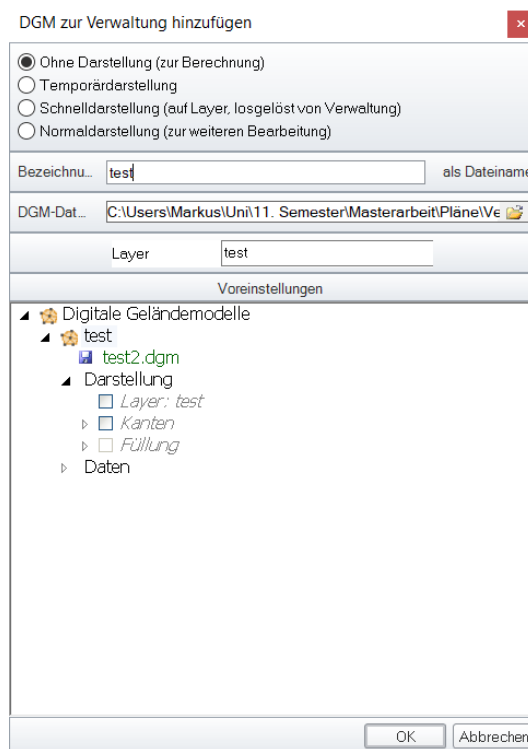 DGM zur Verwaltung hinzufügen
Ohne Darstellung (zur Berechnung)
Temporärdarstellung
Schnelldarstellung (auf Layer, losgelöst von Verwaltung)
Normaldarstellung (zur weiteren Bearbeitung)
Bezeichnu... test als Dateiname
DGM-Dat... C:\Users\Markus\Uni\11. Semester\Masterarbeit\Pläne\Ve
Layer test
Voreinstellungen
Digitale Geländemodelle
test
test2.dgm
Darstellung
Layer: test
Kanten
Füllung
Daten
OK Abbrechen